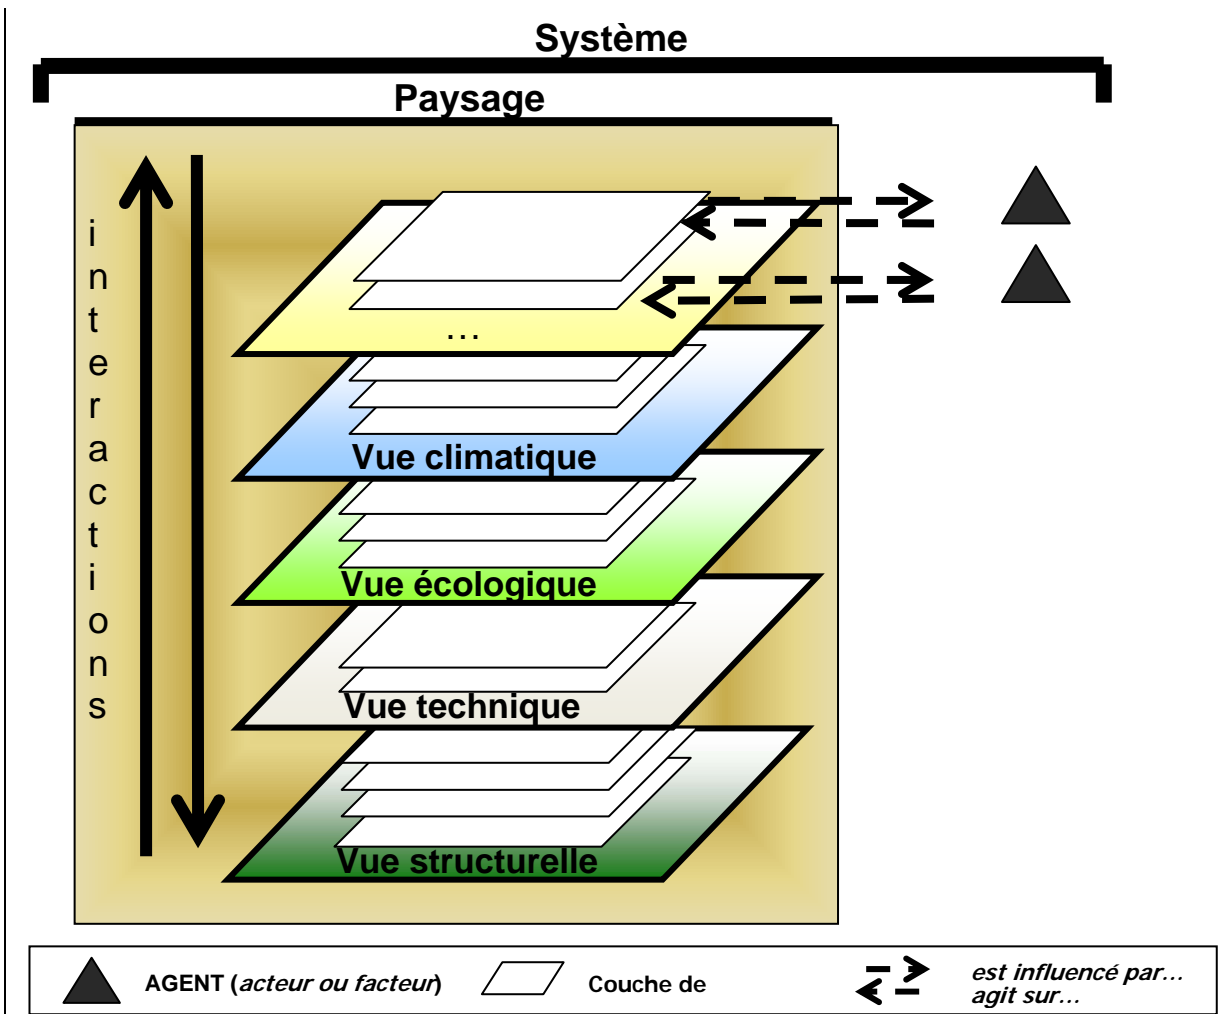 Système
Paysage
interactions
…
Vue climatique
Vue écologique
Vue technique
Vue structurelle
AGENT (acteur ou facteur)
Couche de
est influencé par…
agit sur…